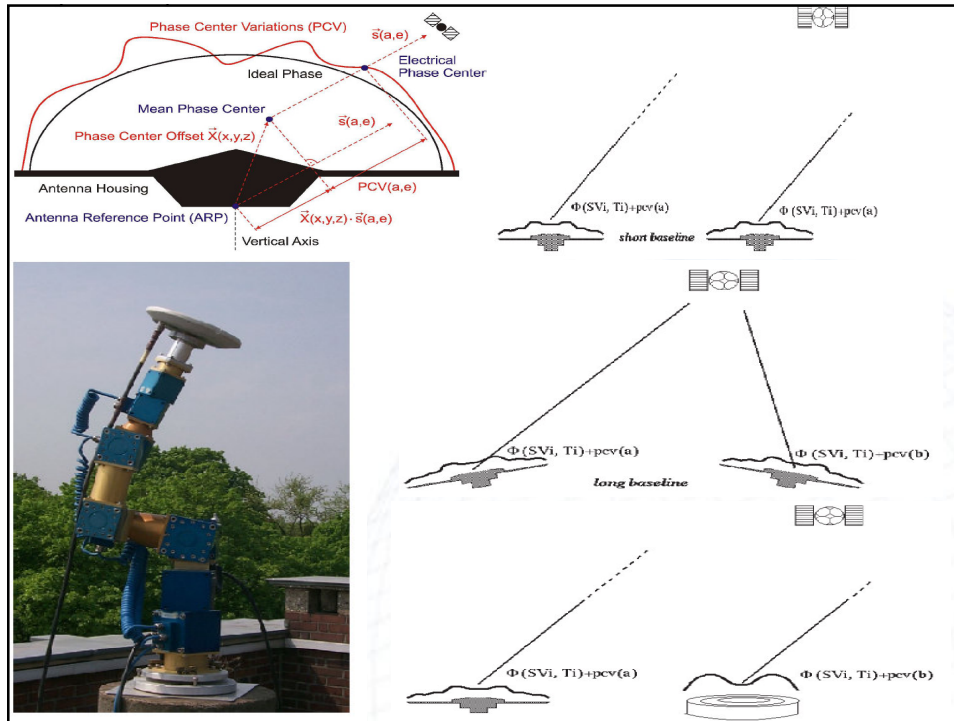 Phase Center Variations (PCV)
s(a,e)
Ideal Phase
Electrical
Phase Center
Mean Phase Center
Phase Center Offset X(x,y,z)
s(a,e)
Antenna Housing
PCV(a,e)
Antenna Reference Point (ARP)
X(x,y,z) · s(a,e)
Vertical Axis
Φ(SVi, Ti)+pcv(a)
Φ(SVi, Ti)+pcv(a)
short baseline
Φ(SVi, Ti)+pcv(a)
Φ(SVi, Ti)–pcv(b)
long baseline
Φ(SVi, Ti)+pcv(a)
Φ(SVi, Ti)+pcv(b)